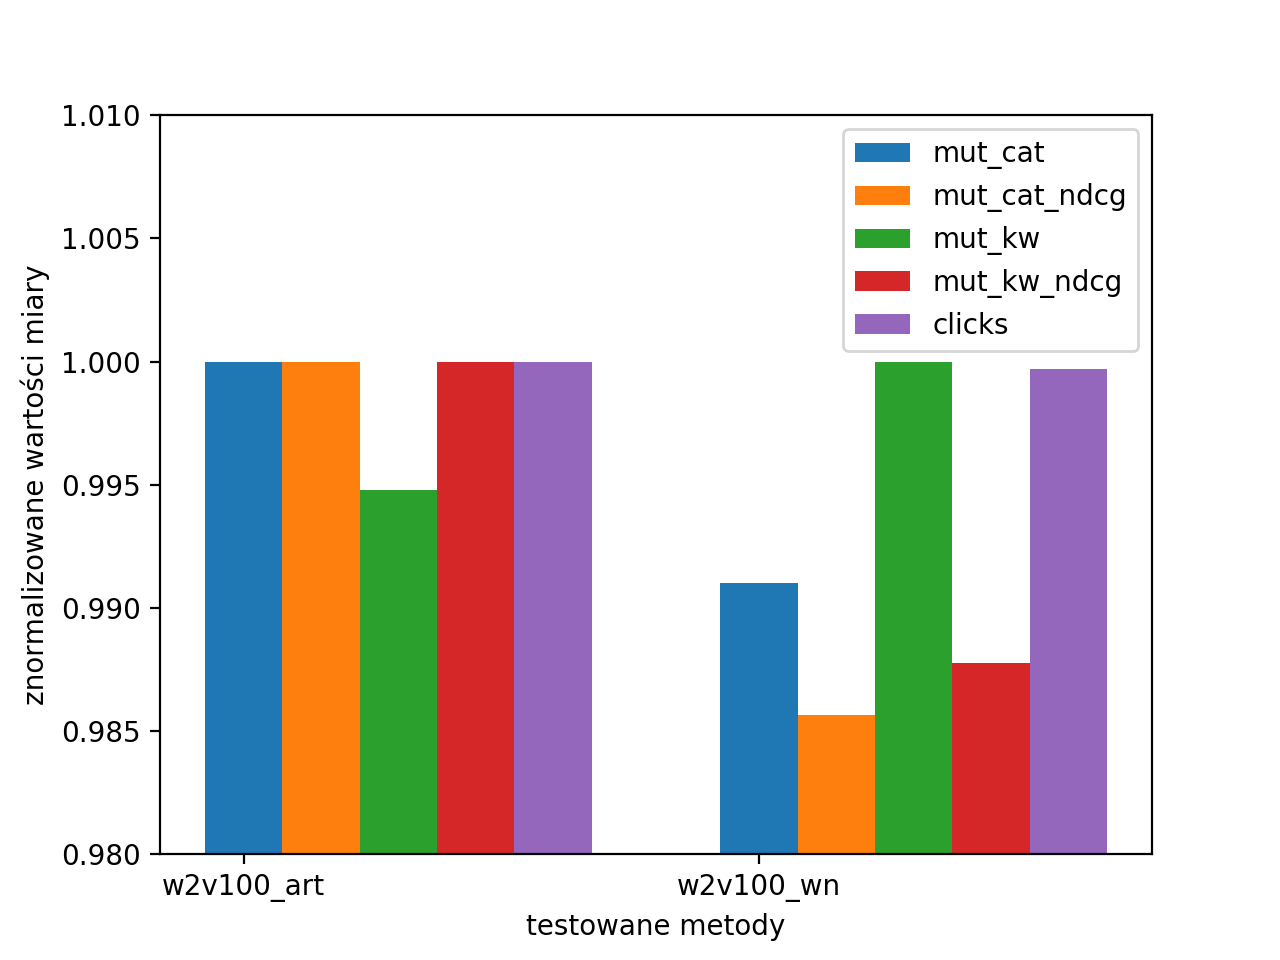 1.010
1.005
1.000
0.995
0.990
0.985
0.980
znormalizowane wartości miary
mut_cat
mut_cat_ndcg
mut_kw
mut_kw_ndcg
clicks
w2v100_art
w2v100_wn
testowane metody